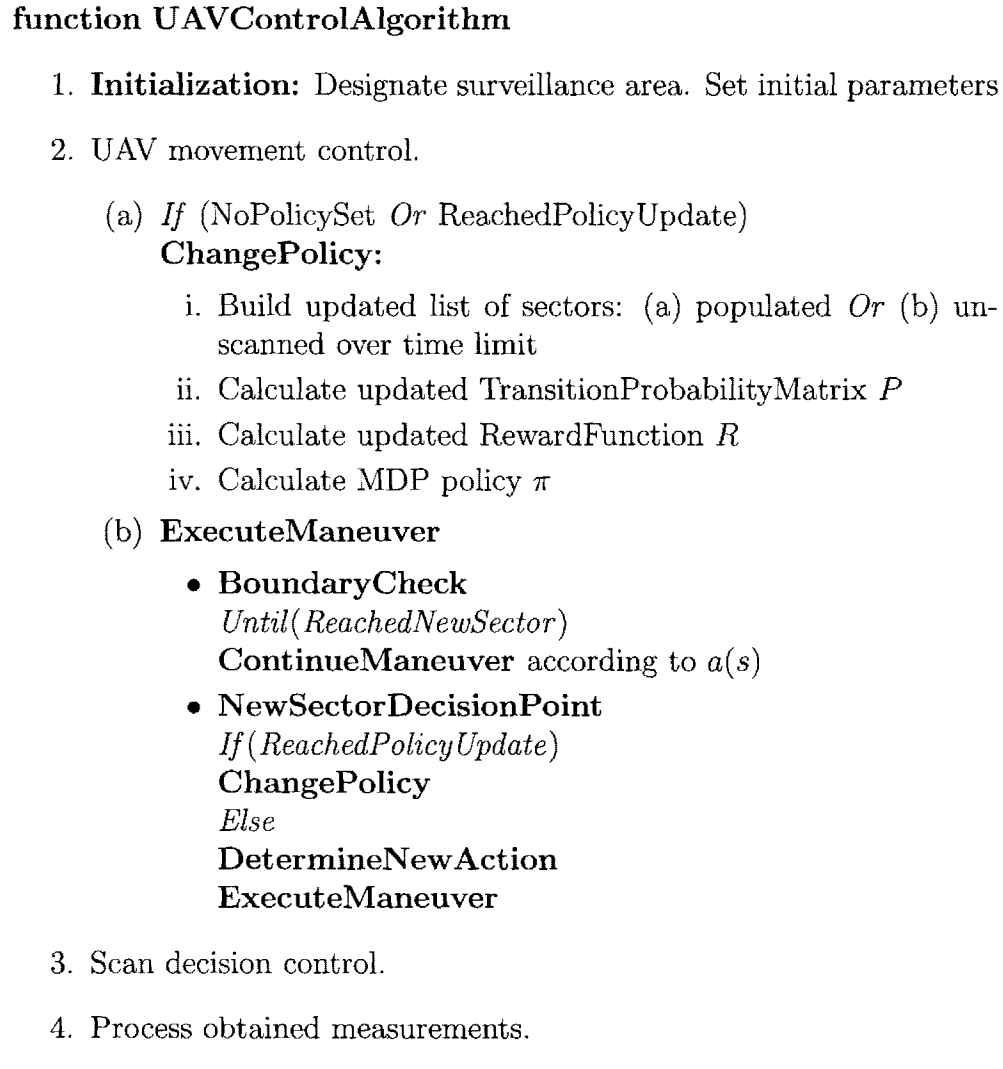 function UAVControlAlgorithm
1. Initialization: Designate surveillance area. Set initial parameters
2. UAV movement control.
(a) If (NoPolicySet Or ReachedPolicyUpdate)
ChangePolicy:
i. Build updated list of sectors: (a) populated Or (b) un-
scanned over time limit
ii. Calculate updated TransitionProbabilityMatrix P
iii. Calculate updated RewardFunction R
iv. Calculate MDP policy π
(b) ExecuteManeuver
• BoundaryCheck
Until(ReachedNewSector)
ContinueManeuver according to a(s)
• NewSectorDecisionPoint
If(ReachedPolicyUpdate)
ChangePolicy
Else
DetermineNewAction
ExecuteManeuver
3. Scan decision control.
4. Process obtained measurements.